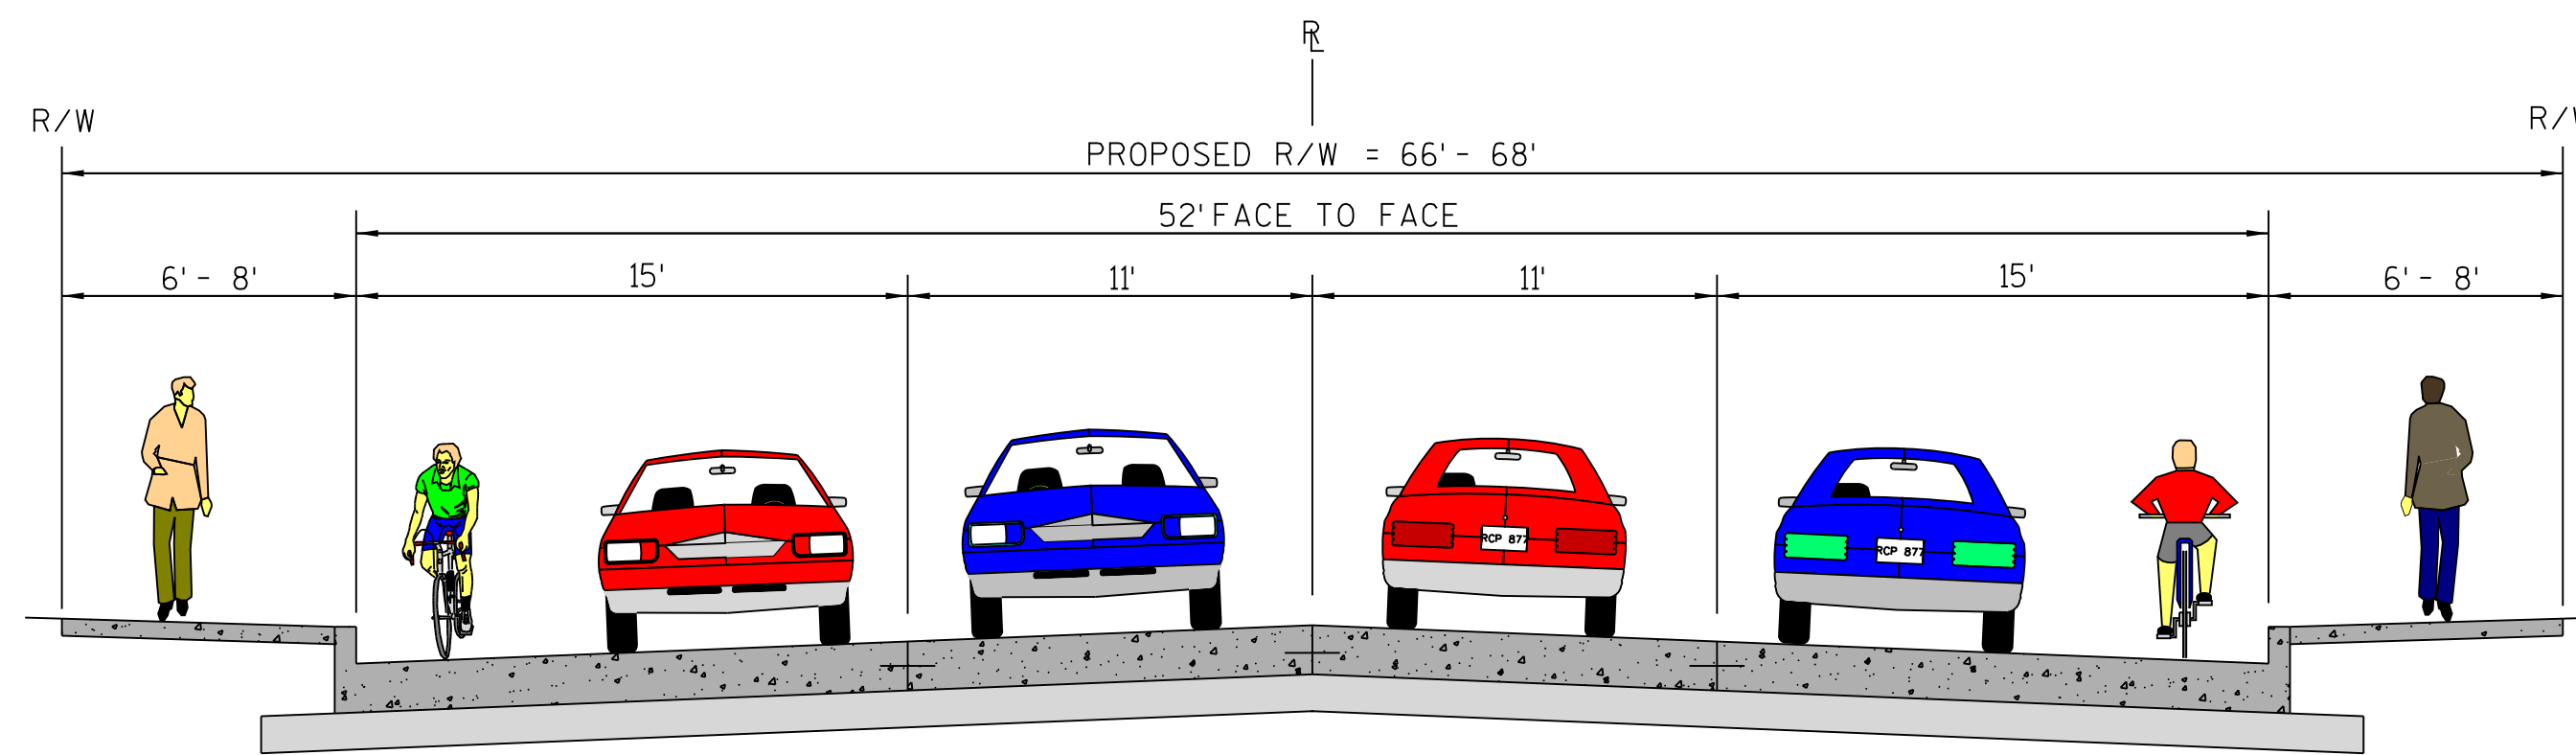 R
R/W
R/W
PROPOSED R/W = 66'- 68'
52'FACE TO FACE
6'- 8' 15' 11' 11' 15' 6'- 8'
RCP 877 RCP 877